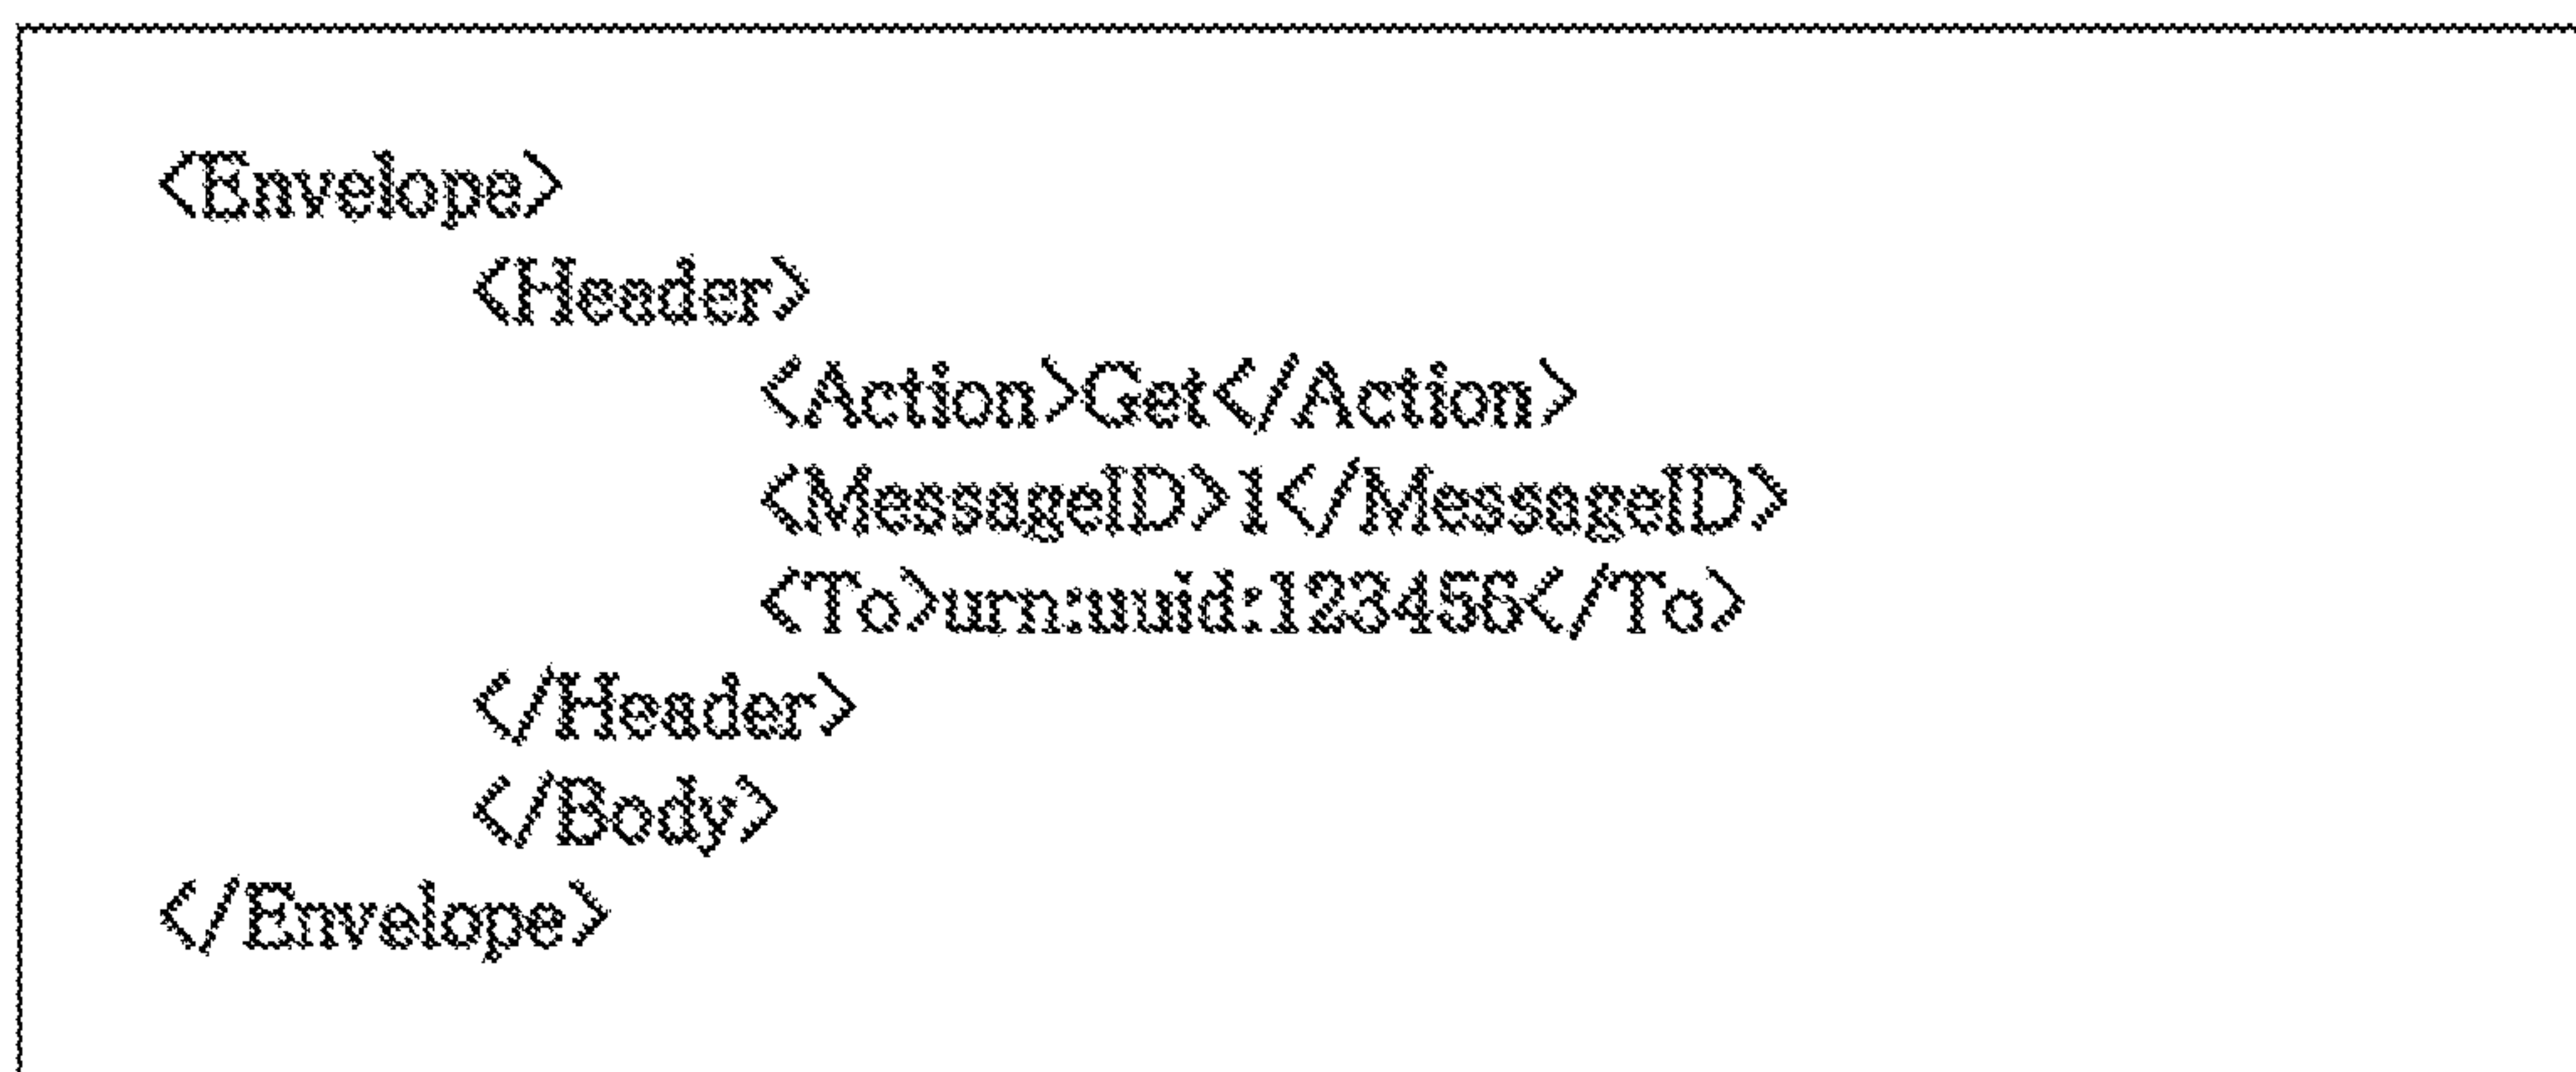 <Envelope>
<Header>
<Action>Get</Action>
<MessageID>1</MessageID>
<To>urn:uuid:123456</To>
</Header>
</Body>
</Envelope>